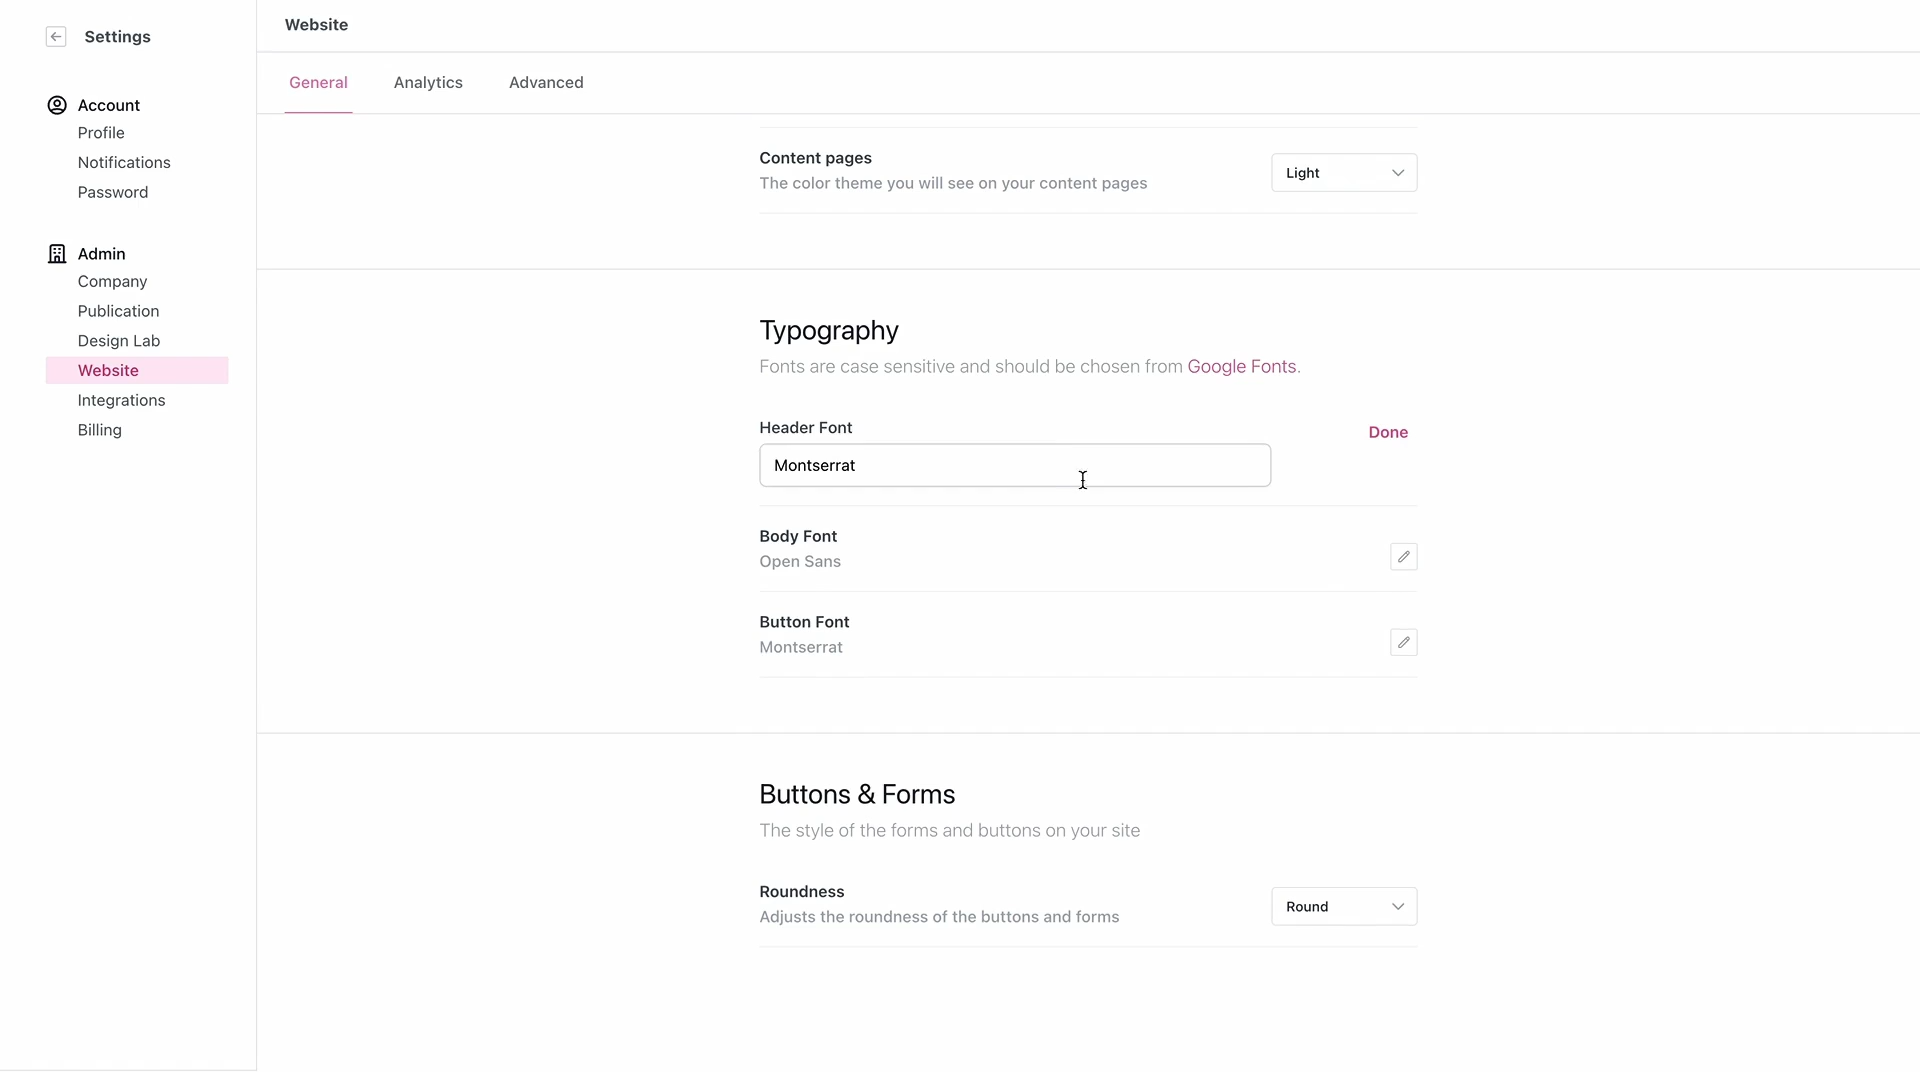 Settings
Account
Profile
Notifications
Password
Admin
Company
Publication
Design Lab
Website
Integrations
Billing
Website
General
Analytics
Advanced
Content pages
The color theme you will see on your content pages
Light
Typography
Fonts are case sensitive and should be chosen from Google Fonts.
Header Font
Done
Montserrat
Body Font
Open Sans
Button Font
Montserrat
Buttons & Forms
The style of the forms and buttons on your site
Roundness
Adjusts the roundness of the buttons and forms
Round